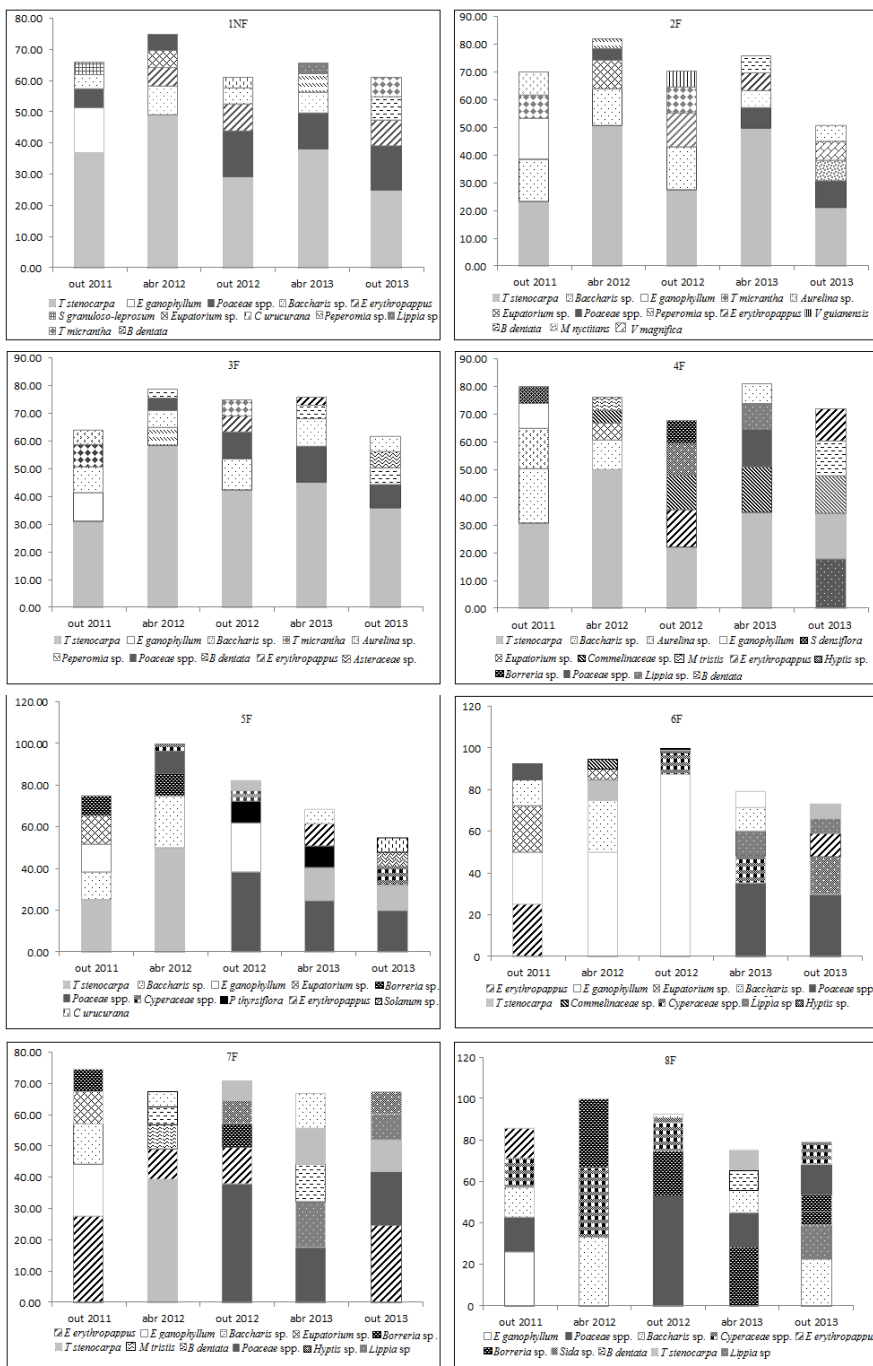 1NF
80.00
70.00
60.00
50.00
40.00
30.00
20.00
10.00
0.00
out 2011 abr 2012 out 2012 abr 2013 out 2013
T stenocarpa E ganophyllum Poaceae spp. Baccharis sp. E erythropappus
S granuloso-leprosum Eupatorium sp. C urucurana Peperomia sp. Lippia sp
T micrantha B dentata
2F
90.00
80.00
70.00
60.00
50.00
40.00
30.00
20.00
10.00
0.00
out 2011 abr 2012 out 2012 abr 2013 out 2013
T stenocarpa Baccharis sp. E ganophyllum T micrantha Aurelina sp.
Eupatorium sp. Poaceae spp. Peperomia sp. E erythropappus V guianensis
B dentata M nyctitans V magnifica
3F
90.00
80.00
70.00
60.00
50.00
40.00
30.00
20.00
10.00
0.00
out 2011 abr 2012 out 2012 abr 2013 out 2013
T stenocarpa E ganophyllum Baccharis sp. T micrantha Aurelina sp.
Peperomia sp. Poaceae spp. B dentata E erythropappus Asteraceae sp.
4F
90.00
80.00
70.00
60.00
50.00
40.00
30.00
20.00
10.00
0.00
out 2011 abr 2012 out 2012 abr 2013 out 2013
T stenocarpa Baccharis sp. Aurelina sp. E ganophyllum S densiflora
Eupatorium sp. Commelinaceae sp. M tristis E erythropappus Hyptis sp.
Borreria sp. Poaceae spp. Lippia sp. B dentata
5F
120.00
100.00
80.00
60.00
40.00
20.00
0.00
out 2011 abr 2012 out 2012 abr 2013 out 2013
T stenocarpa Baccharis sp. E ganophyllum Eupatorium sp. Borreria sp.
Poaceae spp. Cyperaceae spp. P thyrsiflora E erythropappus Solanum sp.
C urucurana
6F
120
100
80
60
40
20
0
out 2011 abr 2012 out 2012 abr 2013 out 2013
E erythropappus E ganophyllum Eupatorium sp. Baccharis sp. Poaceae spp
T stenocarpa Commelinaceae sp. Cyperaceae spp. Lippia sp Hyptis sp.
7F
80.00
70.00
60.00
50.00
40.00
30.00
20.00
10.00
0.00
out 2011 abr 2012 out 2012 abr 2013 out 2013
E erythropappus E ganophyllum Baccharis sp. Eupatorium sp. Borreria sp.
T stenocarpa M tristis B dentata Poaceae spp. Hyptis sp. Lippia sp
8F
120
100
80
60
40
20
0
out 2011 abr 2012 out 2012 abr 2013 out 2013
E ganophyllum Poaceae spp. Baccharis sp. Cyperaceae spp. E erythropappus
Borreria sp. Sida sp. B dentata T stenocarpa Lippia sp